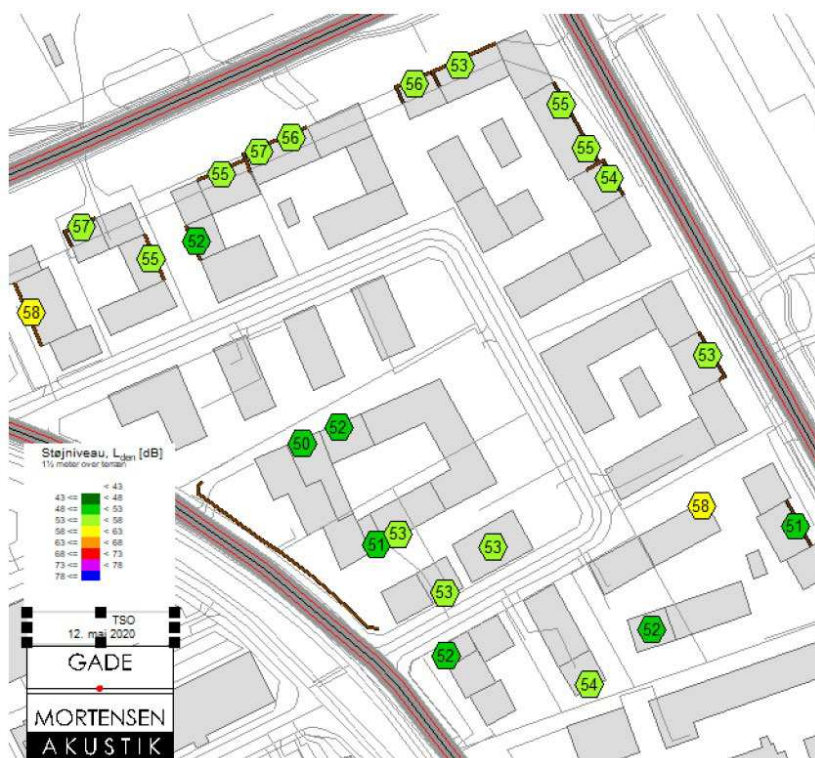 53
56
55
56
57
55
55
54
57
52
55
58
53
52
50
58
51
53
51
53
53
52
52
54
Støjniveau, Lden [dB]
1½ meter over terræn
< 43
43 <= < 48
48 <= < 53
53 <= < 58
58 <= < 63
63 <= < 68
68 <= < 73
73 <= < 78
78 <=
TSO
12. maj 2020
GADE
MORTENSEN
AKUSTIK